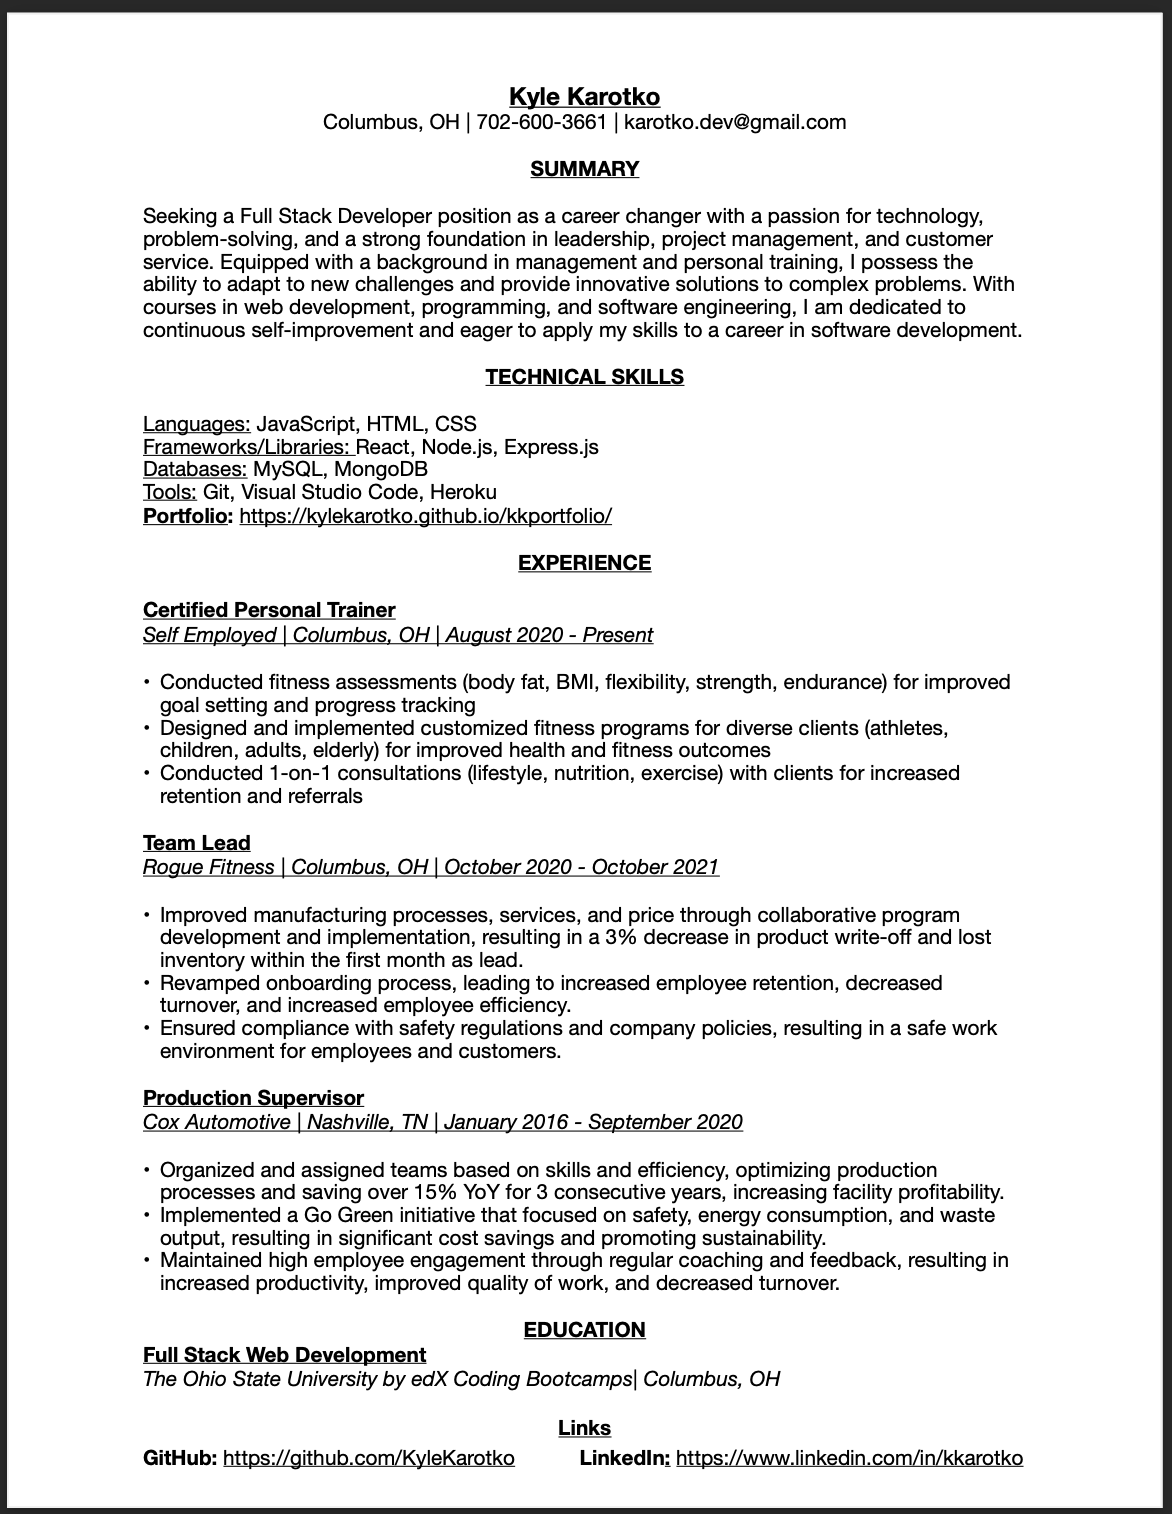 Kyle Karotko
Columbus, OH | 702-600-3661 | karotko.dev@gmail.com
SUMMARY
Seeking a Full Stack Developer position as a career changer with a passion for technology,
problem-solving, and a strong foundation in leadership, project management, and customer
service. Equipped with a background in management and personal training, I possess the
ability to adapt to new challenges and provide innovative solutions to complex problems. With
courses in web development, programming, and software engineering, I am dedicated to
continuous self-improvement and eager to apply my skills to a career in software development.
TECHNICAL SKILLS
Languages: JavaScript, HTML, CSS
Frameworks/Libraries: React, Node.js, Express.js
Databases: MySQL, MongoDB
Tools: Git, Visual Studio Code, Heroku
Portfolio: https://kylekarotko.github.io/kkportfolio/
EXPERIENCE
Certified Personal Trainer
Self Employed | Columbus, OH | August 2020 - Present
• Conducted fitness assessments (body fat, BMI, flexibility, strength, endurance) for improved
goal setting and progress tracking
• Designed and implemented customized fitness programs for diverse clients (athletes,
children, adults, elderly) for improved health and fitness outcomes
• Conducted 1-on-1 consultations (lifestyle, nutrition, exercise) with clients for increased
retention and referrals
Team Lead
Rogue Fitness | Columbus, OH | October 2020 - October 2021
• Improved manufacturing processes, services, and price through collaborative program
development and implementation, resulting in a 3% decrease in product write-off and lost
inventory within the first month as lead.
• Revamped onboarding process, leading to increased employee retention, decreased
turnover, and increased employee efficiency.
• Ensured compliance with safety regulations and company policies, resulting in a safe work
environment for employees and customers.
Production Supervisor
Cox Automotive | Nashville, TN | January 2016 - September 2020
• Organized and assigned teams based on skills and efficiency, optimizing production
processes and saving over 15% YoY for 3 consecutive years, increasing facility profitability.
• Implemented a Go Green initiative that focused on safety, energy consumption, and waste
output, resulting in significant cost savings and promoting sustainability.
• Maintained high employee engagement through regular coaching and feedback, resulting in
increased productivity, improved quality of work, and decreased turnover.
EDUCATION
Full Stack Web Development
The Ohio State University by edX Coding Bootcamps| Columbus, OH
Links
GitHub: https://github.com/KyleKarotko LinkedIn: https://www.linkedin.com/in/kkarotko